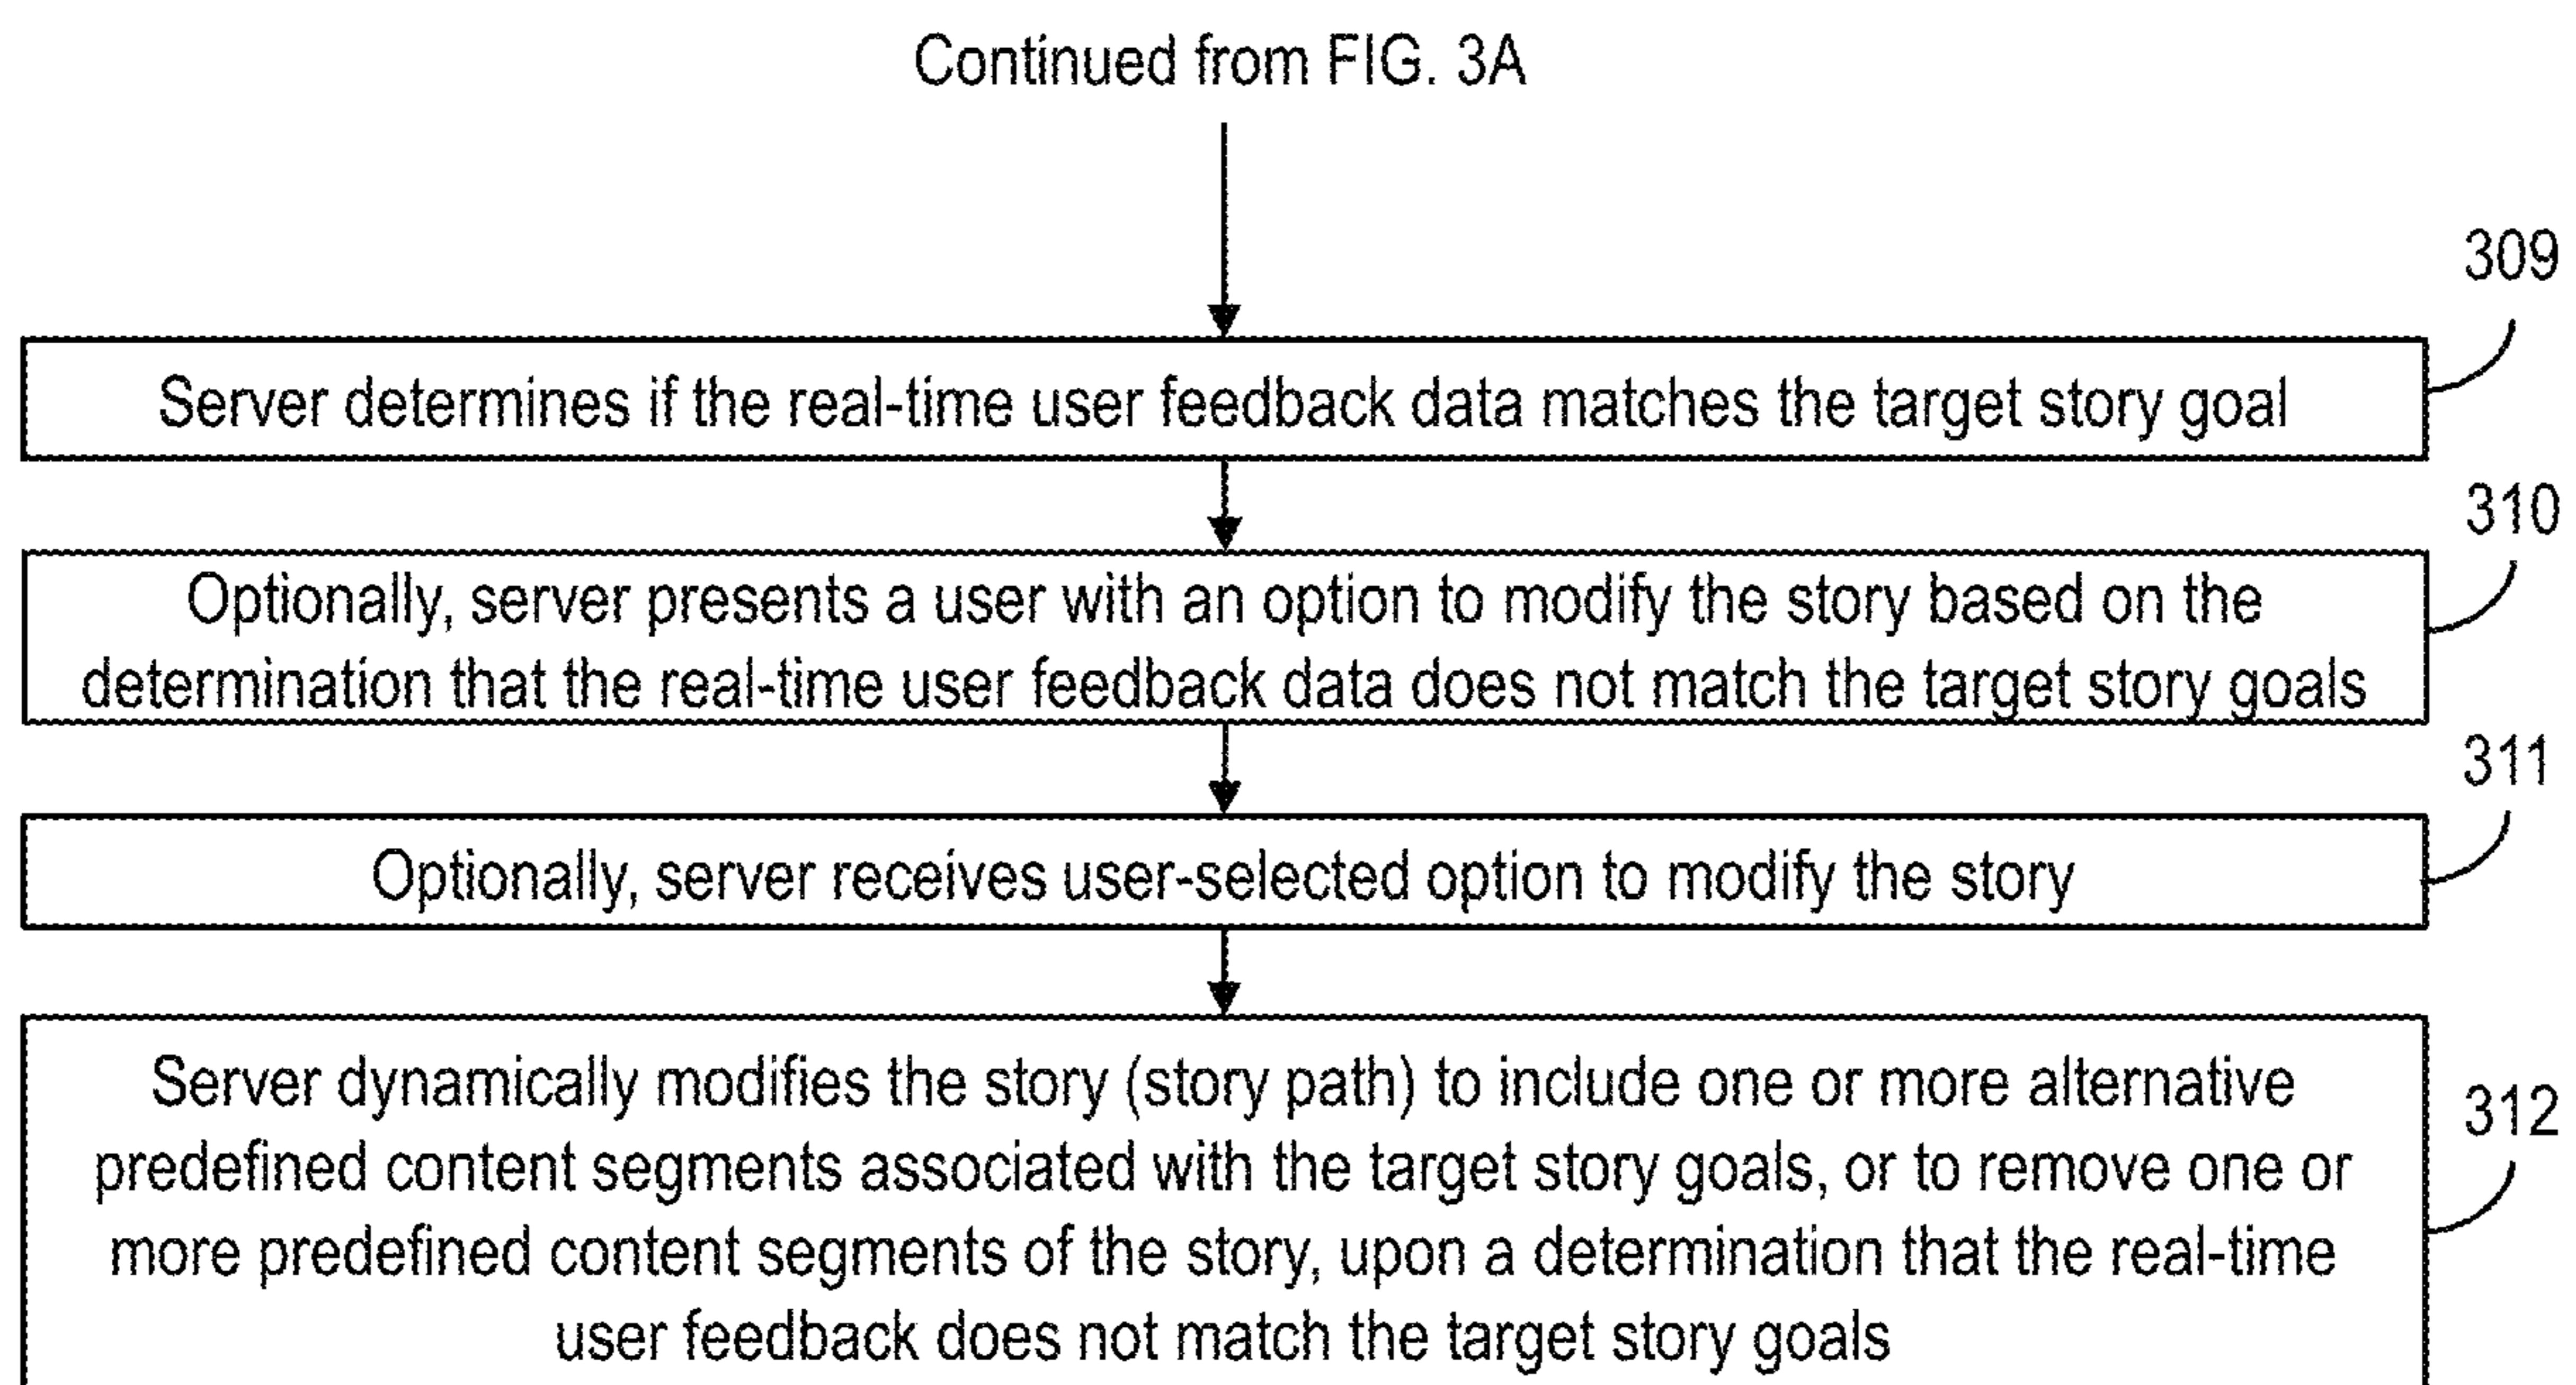 Continued from FIG. 3A
309
Server determines if the real-time user feedback data matches the target story goal
310
Optionally, server presents a user with an option to modify the story based on the
determination that the real-time user feedback data does not match the target story goals
311
Optionally, server receives user-selected option to modify the story
312
Server dynamically modifies the story (story path) to include one or more alternative
predefined content segments associated with the target story goals, or to remove one or
more predefined content segments of the story, upon a determination that the real-time
user feedback does not match the target story goals